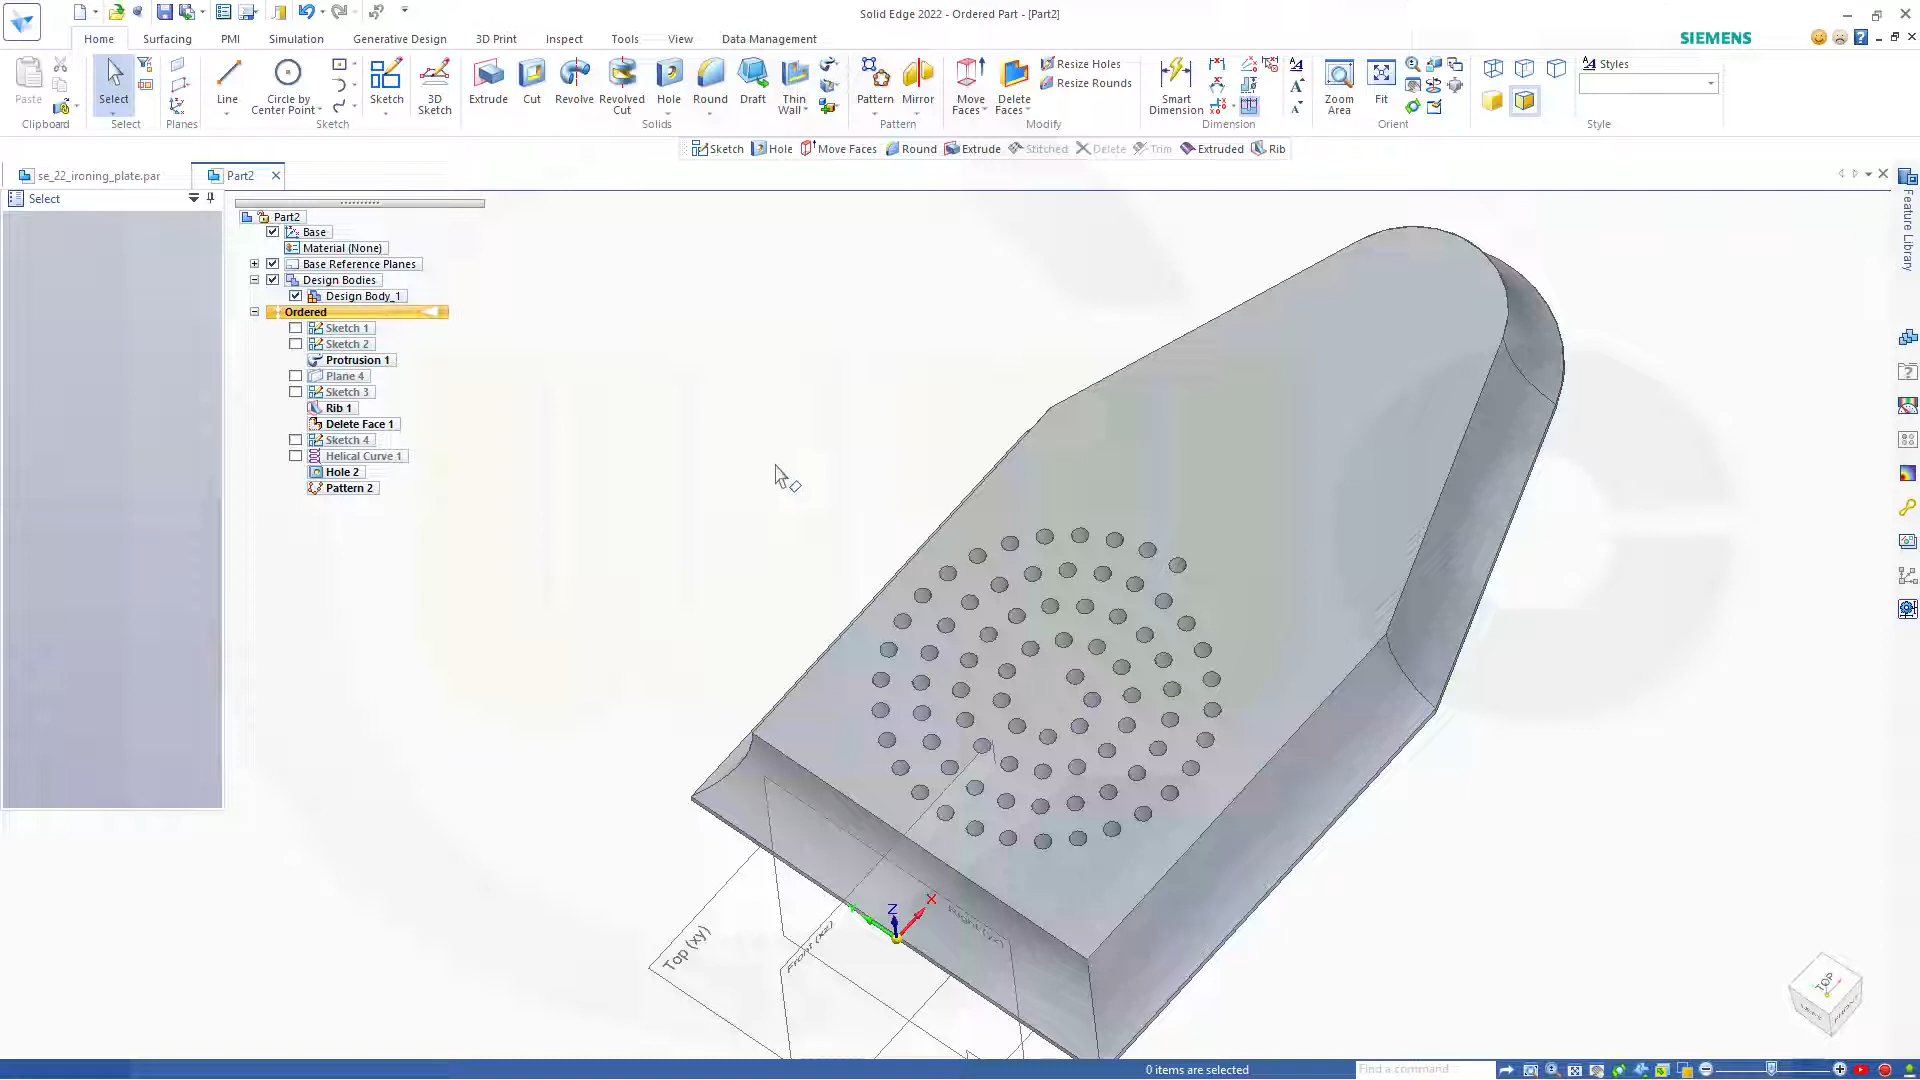 Solid Edge 2022 - Ordered Part - [Part2]
Home Surfacing PMI Simulation Generative Design 3D Print Inspect Tools View Data Management
SIEMENS
Paste
Clipboard
Select
Select
Planes
Line
Circle by Center Point
Sketch
3D Sketch
Sketch
Extrude
Cut
Revolve
Revolved Cut
Hole
Round
Draft
Thin Wall
Solids
Pattern
Mirror
Pattern
Move Faces
Delete Faces
Resize Holes
Resize Rounds
Modify
Smart Dimension
Dimension
Zoom Area
Fit
Orient
Styles
Style
Sketch Hole Move Faces Round Extrude Stitched Delete Trim Extruded Rib
se_22_ironing_plate.par
Part2
Select
Part2
Base
Material (None)
Base Reference Planes
Design Bodies
Design Body_1
Ordered
Sketch 1
Sketch 2
Protrusion 1
Plane 4
Sketch 3
Rib 1
Delete Face 1
Sketch 4
Helical Curve 1
Hole 2
Pattern 2
Feature Library
Z
X
Top (xy)
Front (xz)
Right (yz)
TOP
FRONT
0 items are selected
Find a command